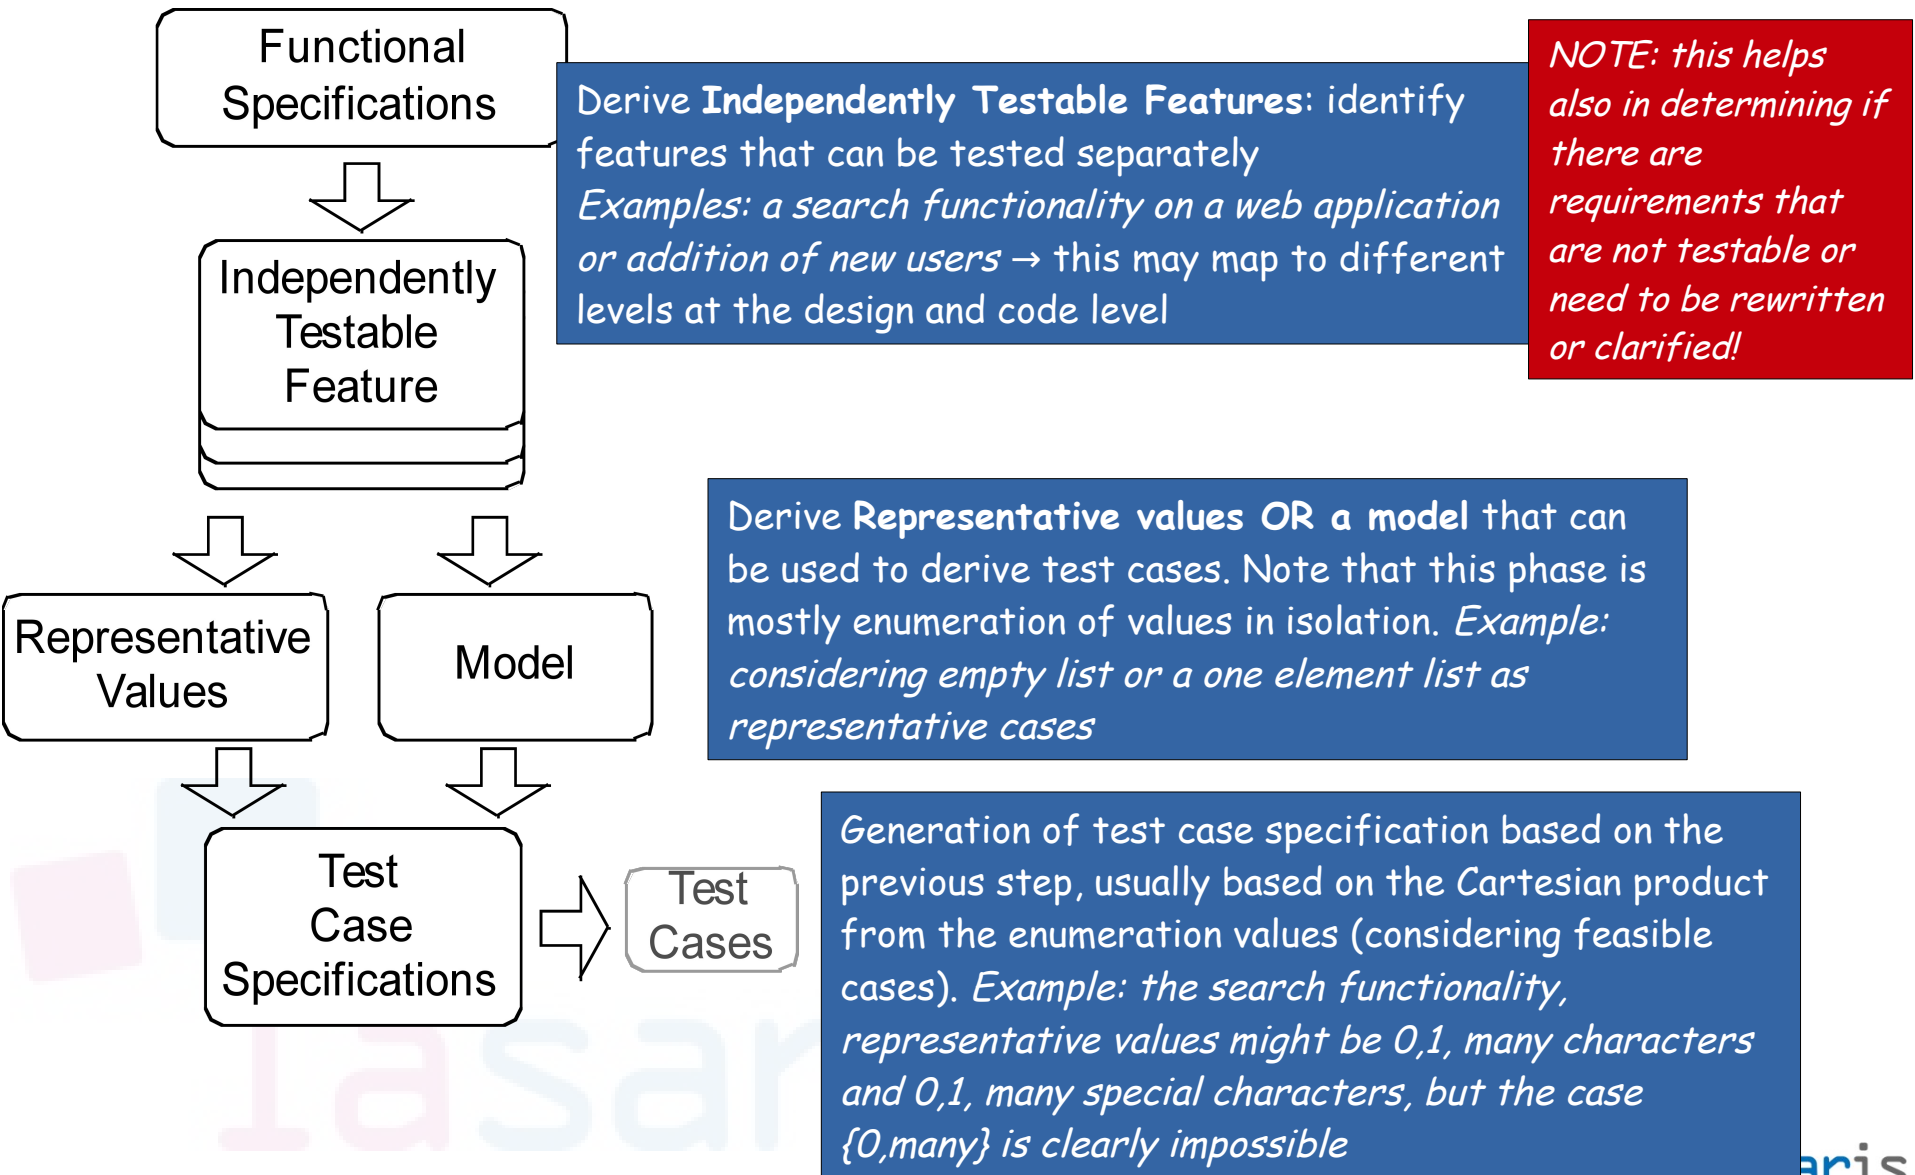 Functional
Specifications
Derive Independently Testable Features: identify
features that can be tested separately
Examples: a search functionality on a web application
or addition of new users → this may map to different
levels at the design and code level
NOTE: this helps
also in determining if
there are
requirements that
are not testable or
need to be rewritten
or clarified!
Independently
Testable
Feature
Derive Representative values OR a model that can
be used to derive test cases. Note that this phase is
mostly enumeration of values in isolation. Example:
considering empty list or a one element list as
representative cases
Representative
Values
Model
Test
Case
Specifications
Test
Cases
Generation of test case specification based on the
previous step, usually based on the Cartesian product
from the enumeration values (considering feasible
cases). Example: the search functionality,
representative values might be 0,1, many characters
and 0,1, many special characters, but the case
{0,many} is clearly impossible